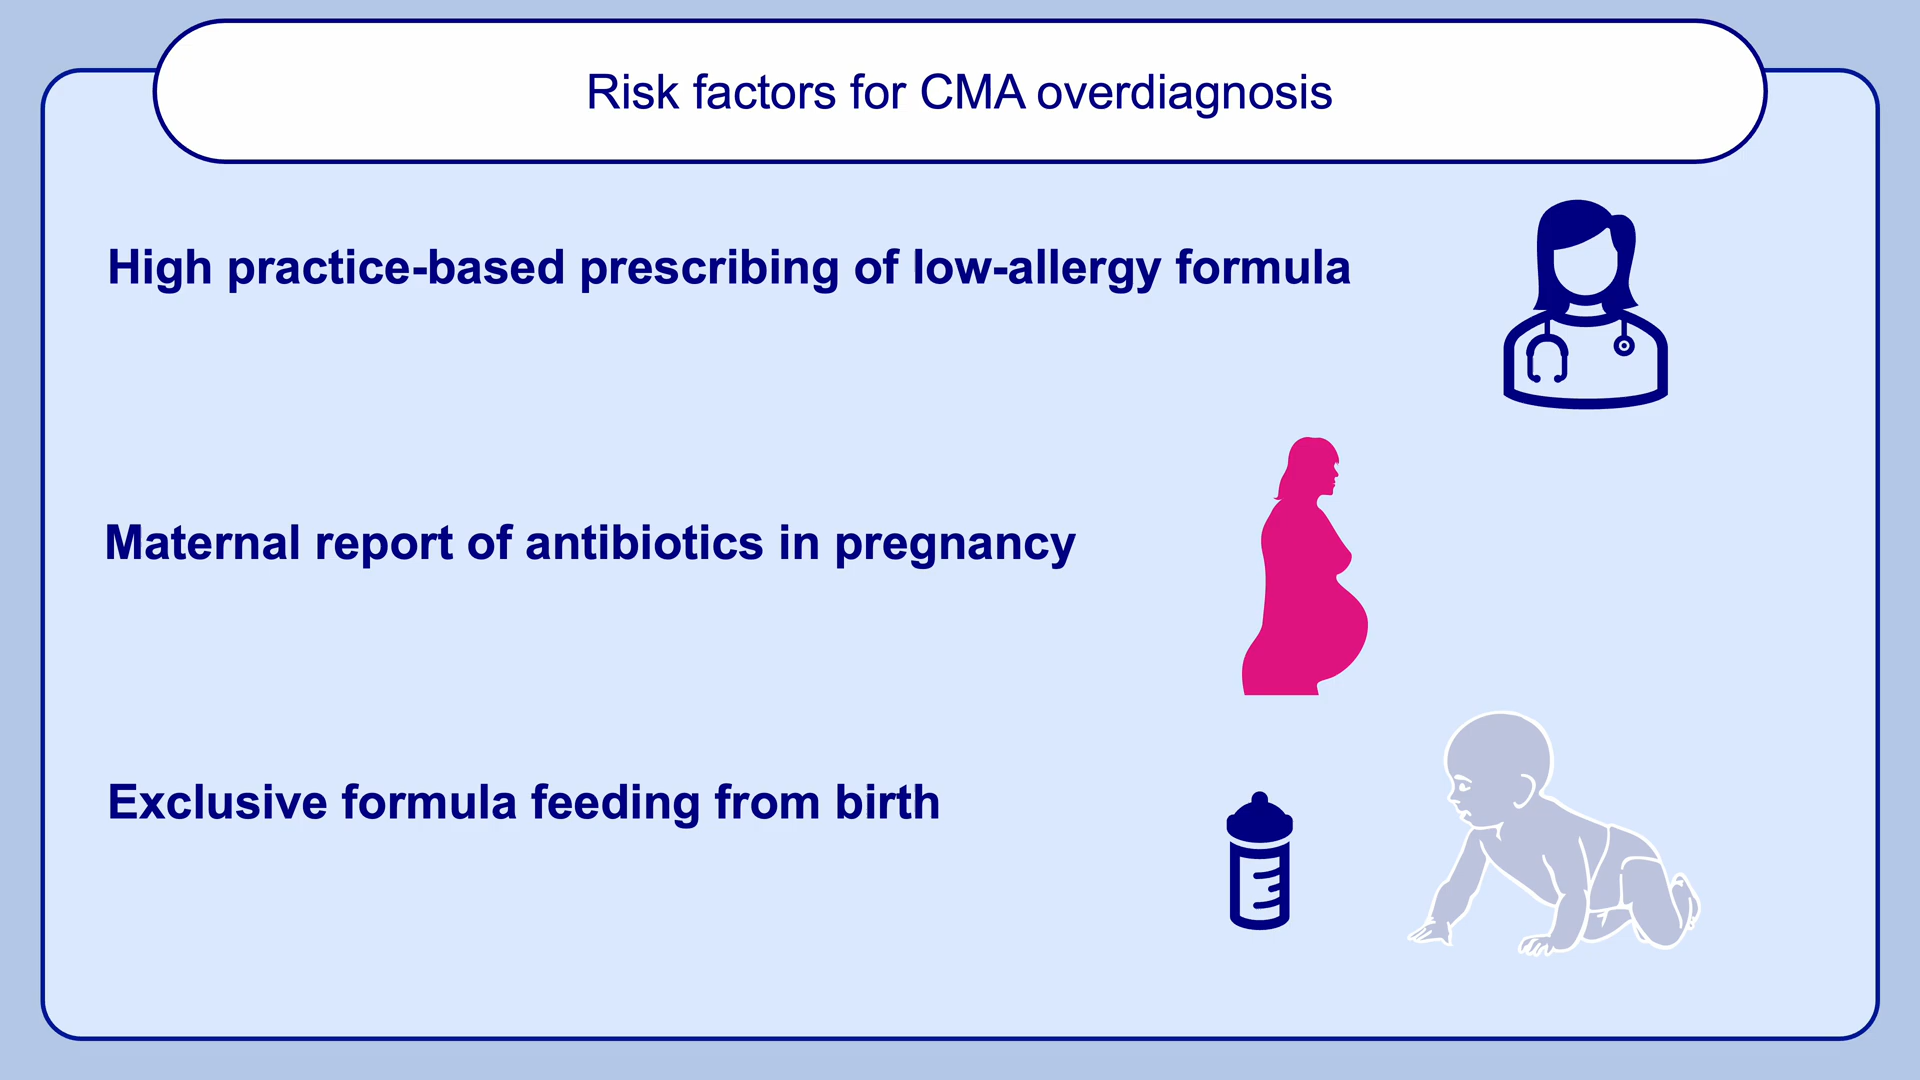 Risk factors for CMA overdiagnosis
High practice-based prescribing of low-allergy formula
Maternal report of antibiotics in pregnancy
Exclusive formula feeding from birth